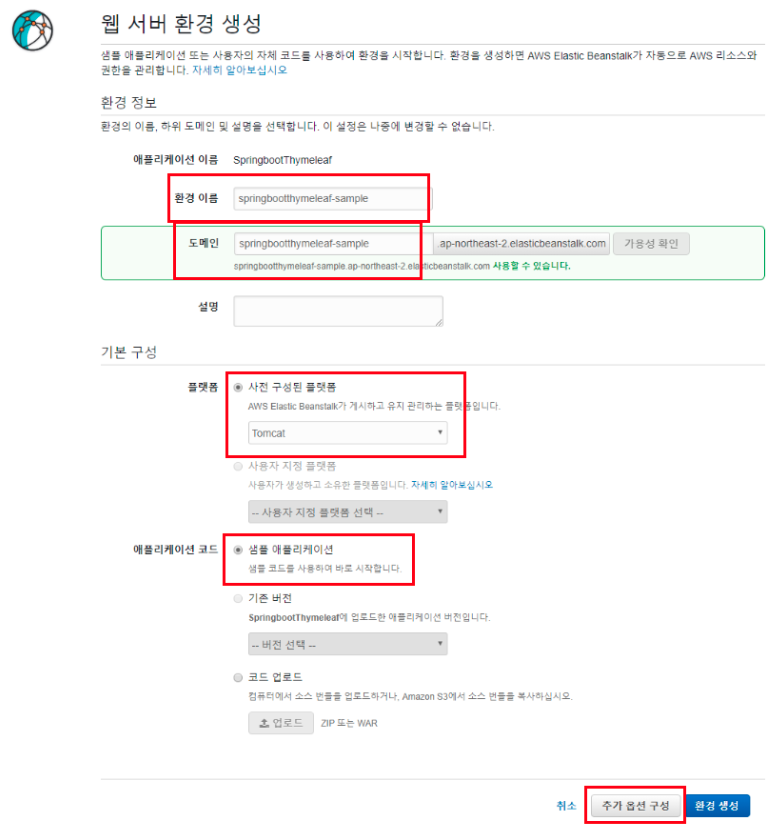 웹 서버 환경 생성
샘플 애플리케이션 또는 사용자의 자체 코드를 사용하여 환경을 시작합니다. 환경을 생성하면 AWS Elastic Beanstalk가 자동으로 AWS 리소스와
권한을 관리합니다. 자세히 알아보십시오
환경 정보
환경의 이름, 하위 도메인 및 설명을 선택합니다. 이 설정은 나중에 변경할 수 없습니다.
애플리케이션 이름 SpringbootThymeleaf
환경 이름 springbootthymeleaf-sample
도메인 springbootthymeleaf-sample .ap-northeast-2.elasticbeanstalk.com 가용성 확인
springbootthymeleaf-sample.ap-northeast-2.elasticbeanstalk.com 사용할 수 있습니다.
설명
기본 구성
플랫폼 사전 구성된 플랫폼
AWS Elastic Beanstalk가 게시하고 유지 관리하는 플랫폼입니다.
Tomcat
사용자 지정 플랫폼
사용자가 생성하고 소유한 플랫폼입니다. 자세히 알아보십시오
-- 사용자 지정 플랫폼 선택 --
애플리케이션 코드 샘플 애플리케이션
샘플 코드를 사용하여 바로 시작합니다.
기존 버전
SpringbootThymeleaf에 업로드한 애플리케이션 버전입니다.
-- 버전 선택 --
코드 업로드
컴퓨터에서 소스 번들을 업로드하거나, Amazon S3에서 소스 번들을 복사하십시오.
업로드 ZIP 또는 WAR
취소 추가 옵션 구성 환경 생성